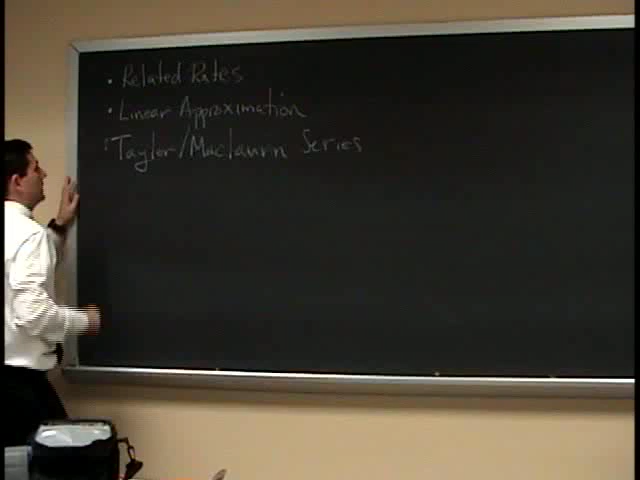 · Related Rates
· Linear Approximation
· Taylor/Maclaurin Series